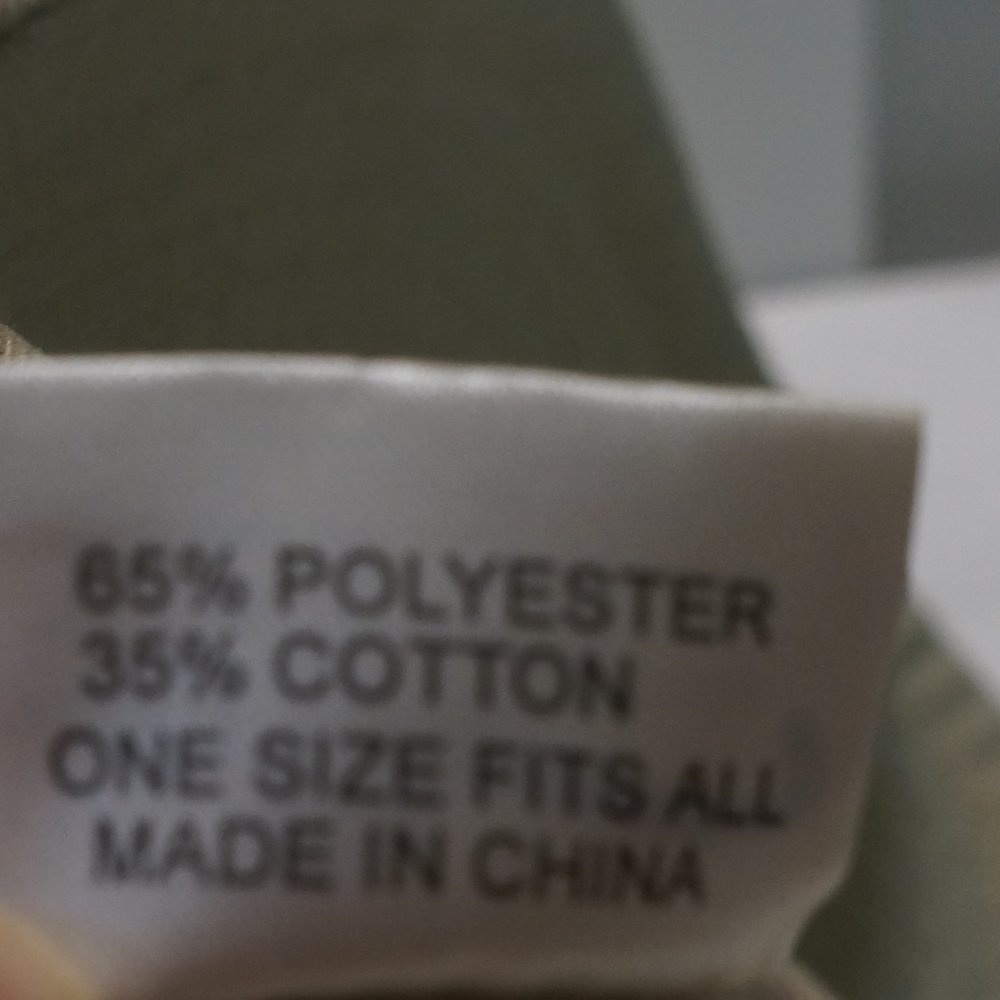 65% POLYESTER
35% COTTON
ONE SIZE FITS ALL
MADE IN CHINA